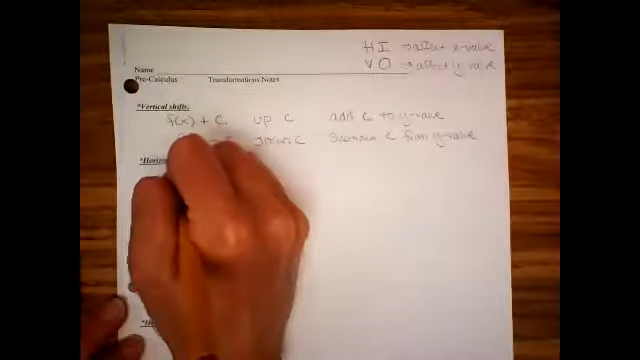 HI → affect x-value
VO → affect y-value
Name
Pre-Calculus Transformations Notes
*Vertical shifts:
f(x) + C up C add C to y-value
down C subtract C from y-value